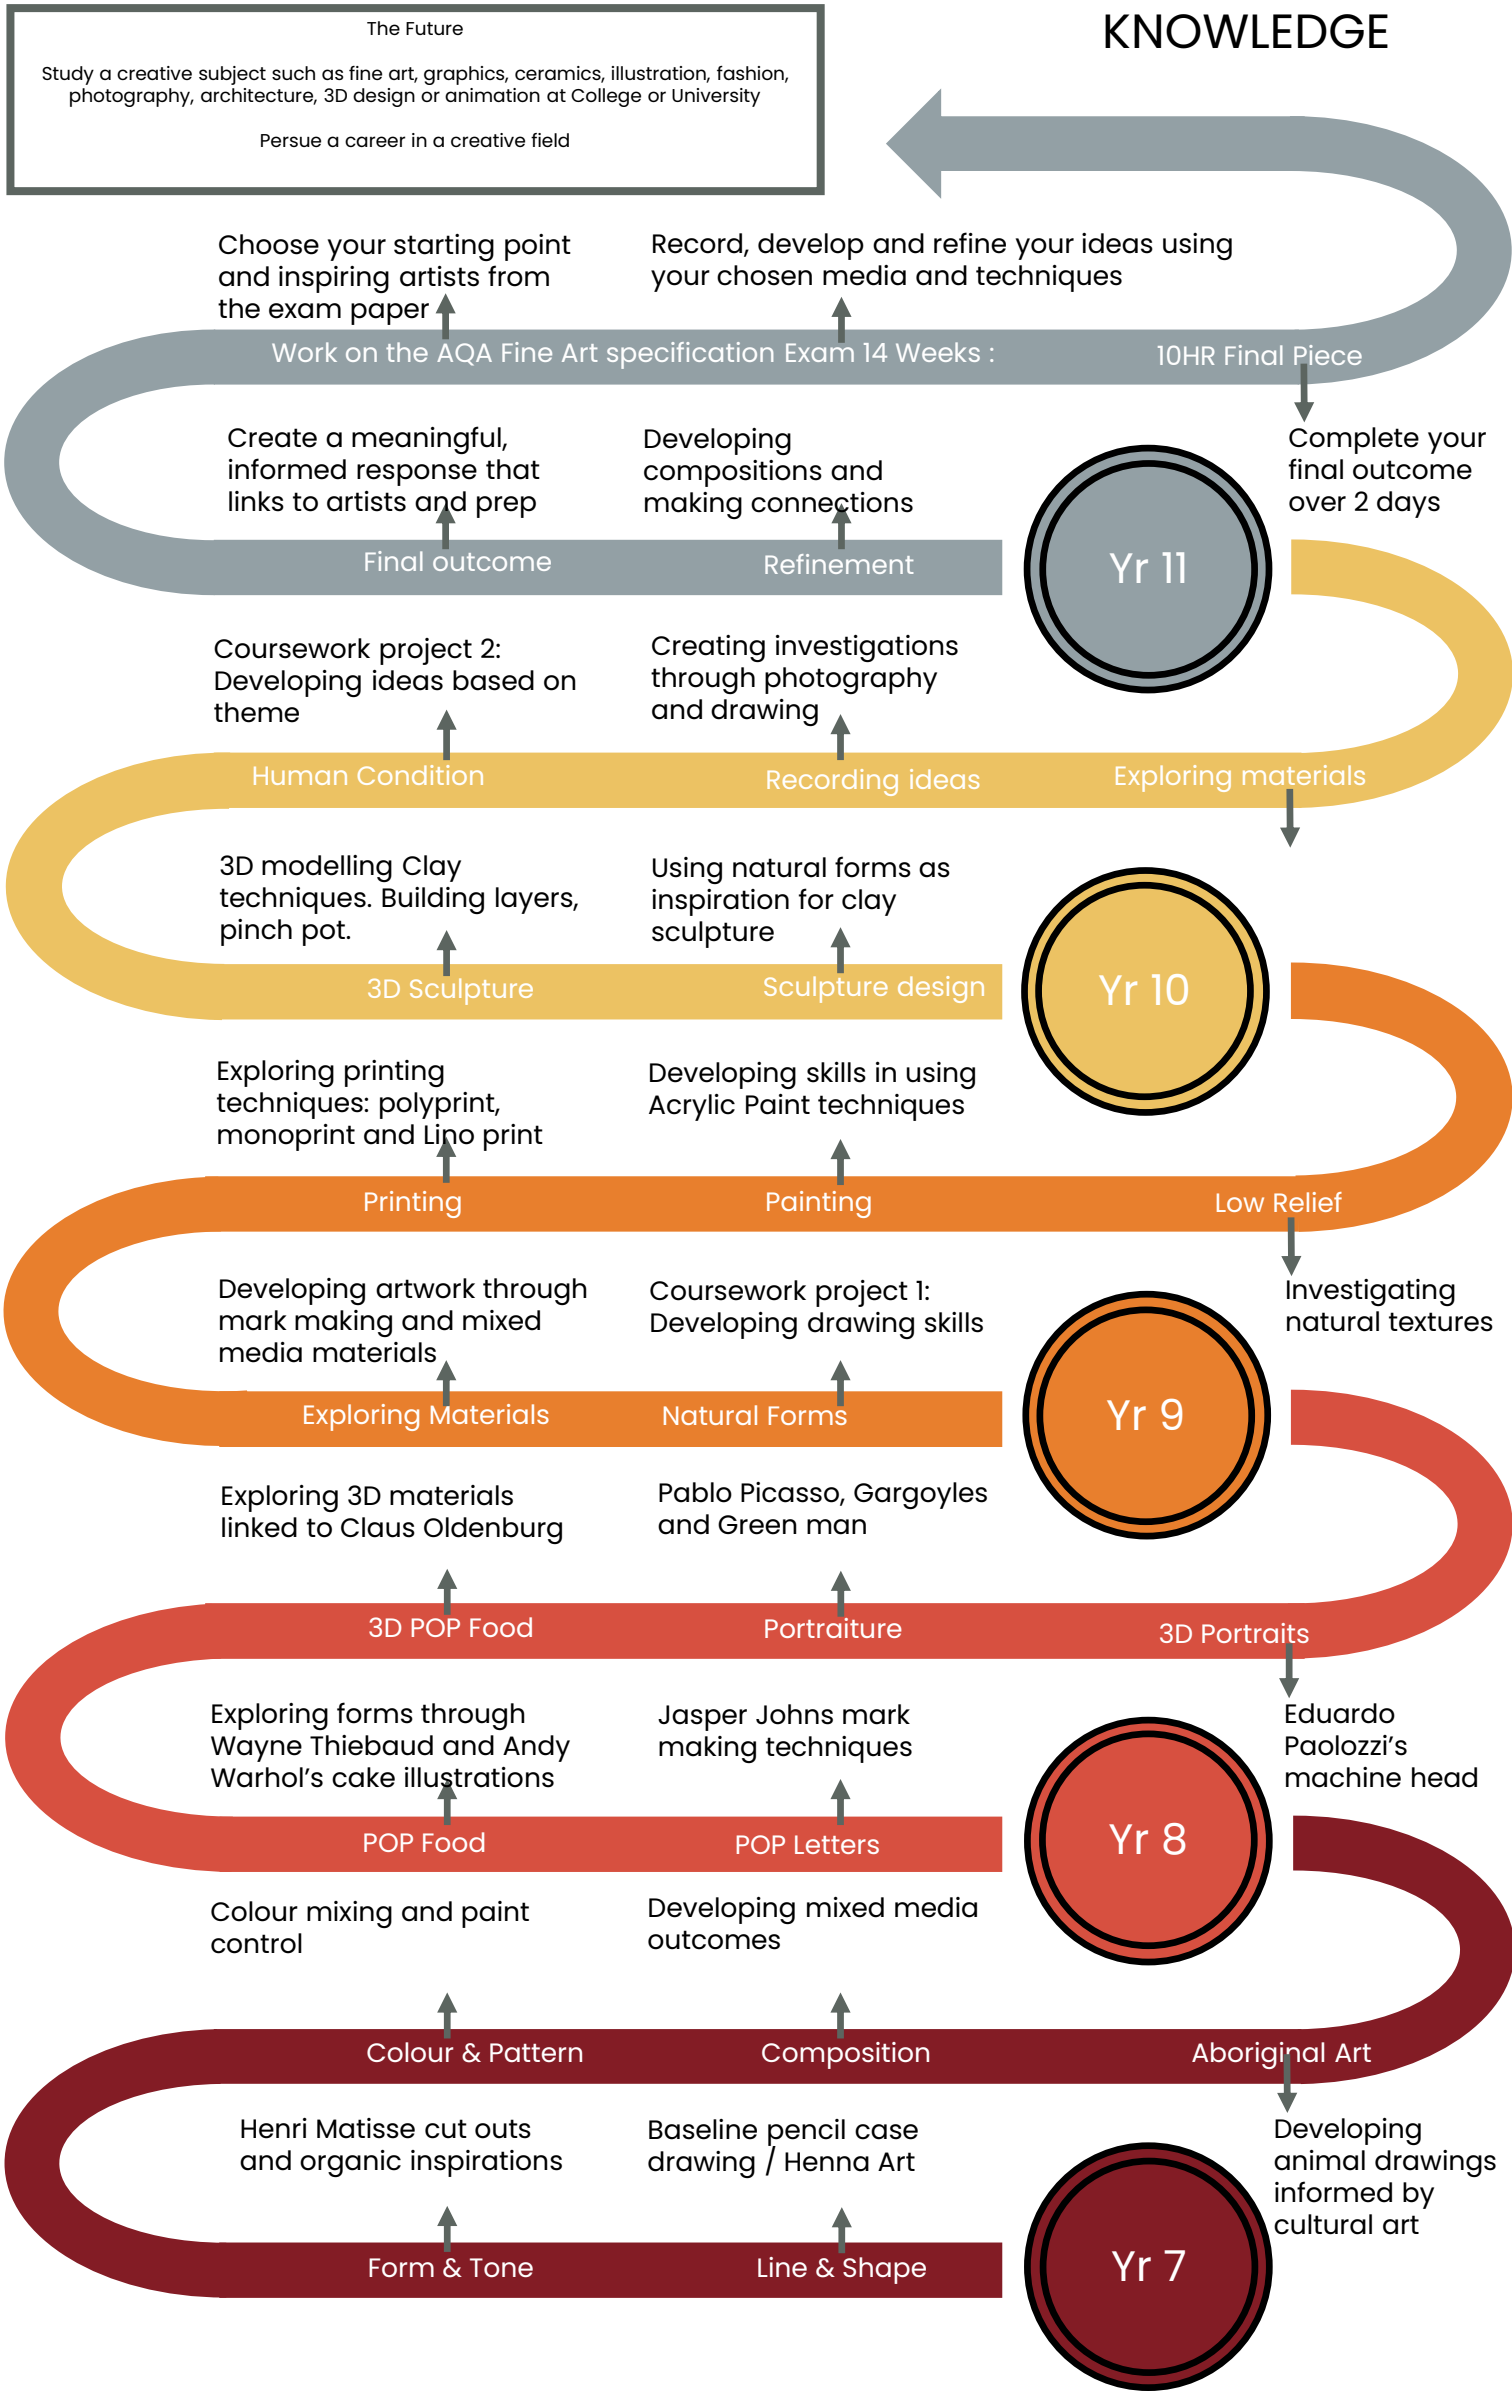 KNOWLEDGE
The Future
Study a creative subject such as fine art, graphics, ceramics, illustration, fashion,
photography, architecture, 3D design or animation at College or University
Persue a career in a creative field
Choose your starting point
and inspiring artists from
the exam paper
Record, develop and refine your ideas using
your chosen media and techniques
Work on the AQA Fine Art specification Exam 14 Weeks :
10HR Final Piece
Create a meaningful,
informed response that
links to artists and prep
Developing
compositions and
making connections
Complete your
final outcome
over 2 days
Final outcome
Refinement
Yr 11
Coursework project 2:
Developing ideas based on
theme
Creating investigations
through photography
and drawing
Human Condition
Recording ideas
Exploring materials
3D modelling Clay
techniques. Building layers,
pinch pot.
Using natural forms as
inspiration for clay
sculpture
3D Sculpture
Sculpture design
Yr 10
Exploring printing
techniques: polyprint,
monoprint and Lino print
Developing skills in using
Acrylic Paint techniques
Printing
Painting
Low Relief
Developing artwork through
mark making and mixed
media materials
Coursework project 1:
Developing drawing skills
Investigating
natural textures
Exploring Materials
Natural Forms
Yr 9
Exploring 3D materials
linked to Claus Oldenburg
Pablo Picasso, Gargoyles
and Green man
3D POP Food
Portraiture
3D Portraits
Exploring forms through
Wayne Thiebaud and Andy
Warhol's cake illustrations
Jasper Johns mark
making techniques
Eduardo
Paolozzi's
machine head
POP Food
POP Letters
Yr 8
Colour mixing and paint
control
Developing mixed media
outcomes
Colour & Pattern
Composition
Aboriginal Art
Henri Matisse cut outs
and organic inspirations
Baseline pencil case
drawing / Henna Art
Developing
animal drawings
informed by
cultural art
Form & Tone
Line & Shape
Yr 7